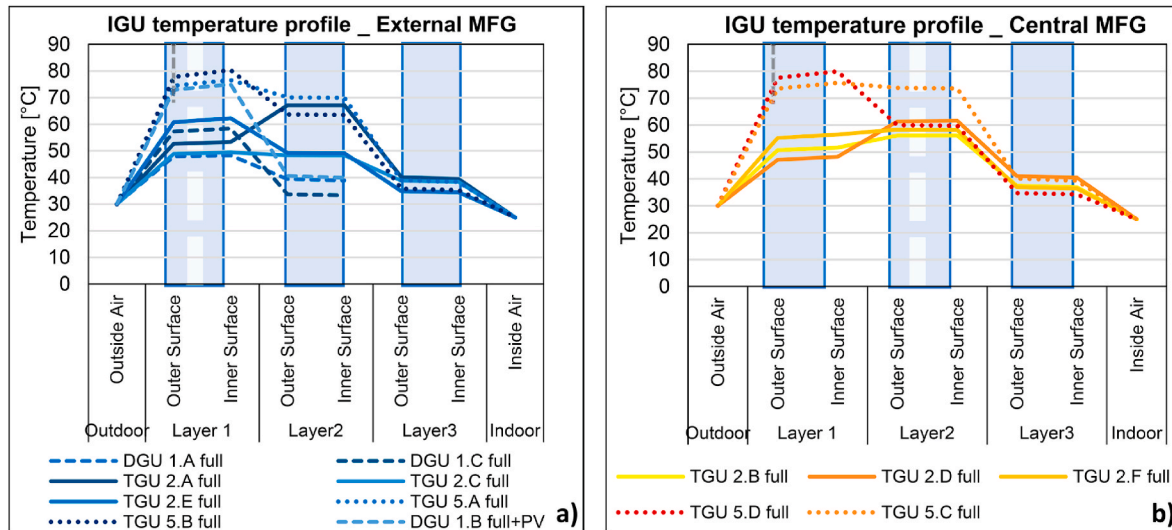 IGU temperature profile _ External MFG
Temperature [°C]
90
80
70
60
50
40
30
20
10
0
Outside Air
Outer Surface
Inner Surface
Outer Surface
Inner Surface
Outer Surface
Inner Surface
Inside Air
Outdoor Layer 1 Layer2 Layer3 Indoor
DGU 1.A full DGU 1.C full
TGU 2.A full TGU 2.C full
TGU 2.E full TGU 5.A full
TGU 5.B full DGU 1.B full+PV
a)
IGU temperature profile _ Central MFG
Temperature [°C]
90
80
70
60
50
40
30
20
10
0
Outside Air
Outer Surface
Inner Surface
Outer Surface
Inner Surface
Outer Surface
Inner Surface
Inside Air
Outdoor Layer 1 Layer2 Layer3 Indoor
TGU 2.B full TGU 2.D full TGU 2.F full
TGU 5.D full TGU 5.C full
b)